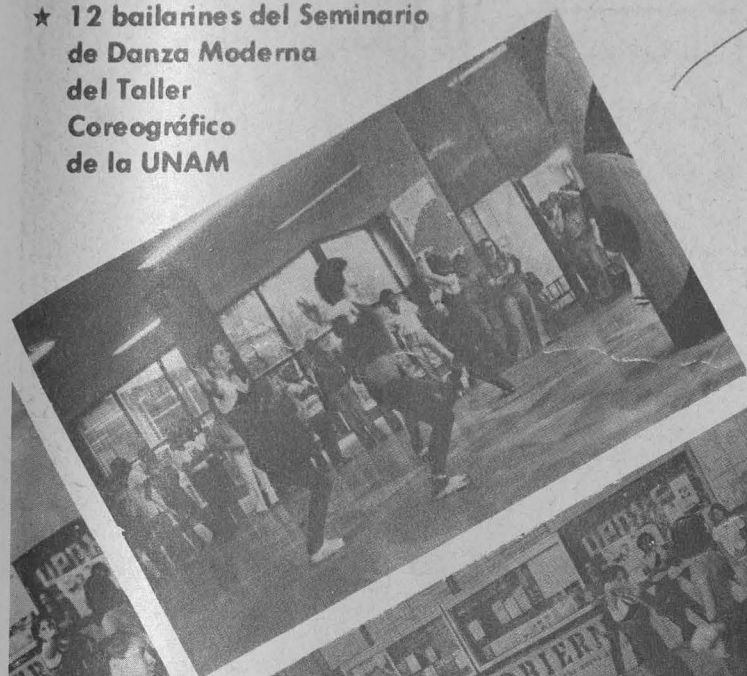 ★ 12 bailarines del Seminario
de Danza Moderna
del Taller
Coreográfico
de la UNAM